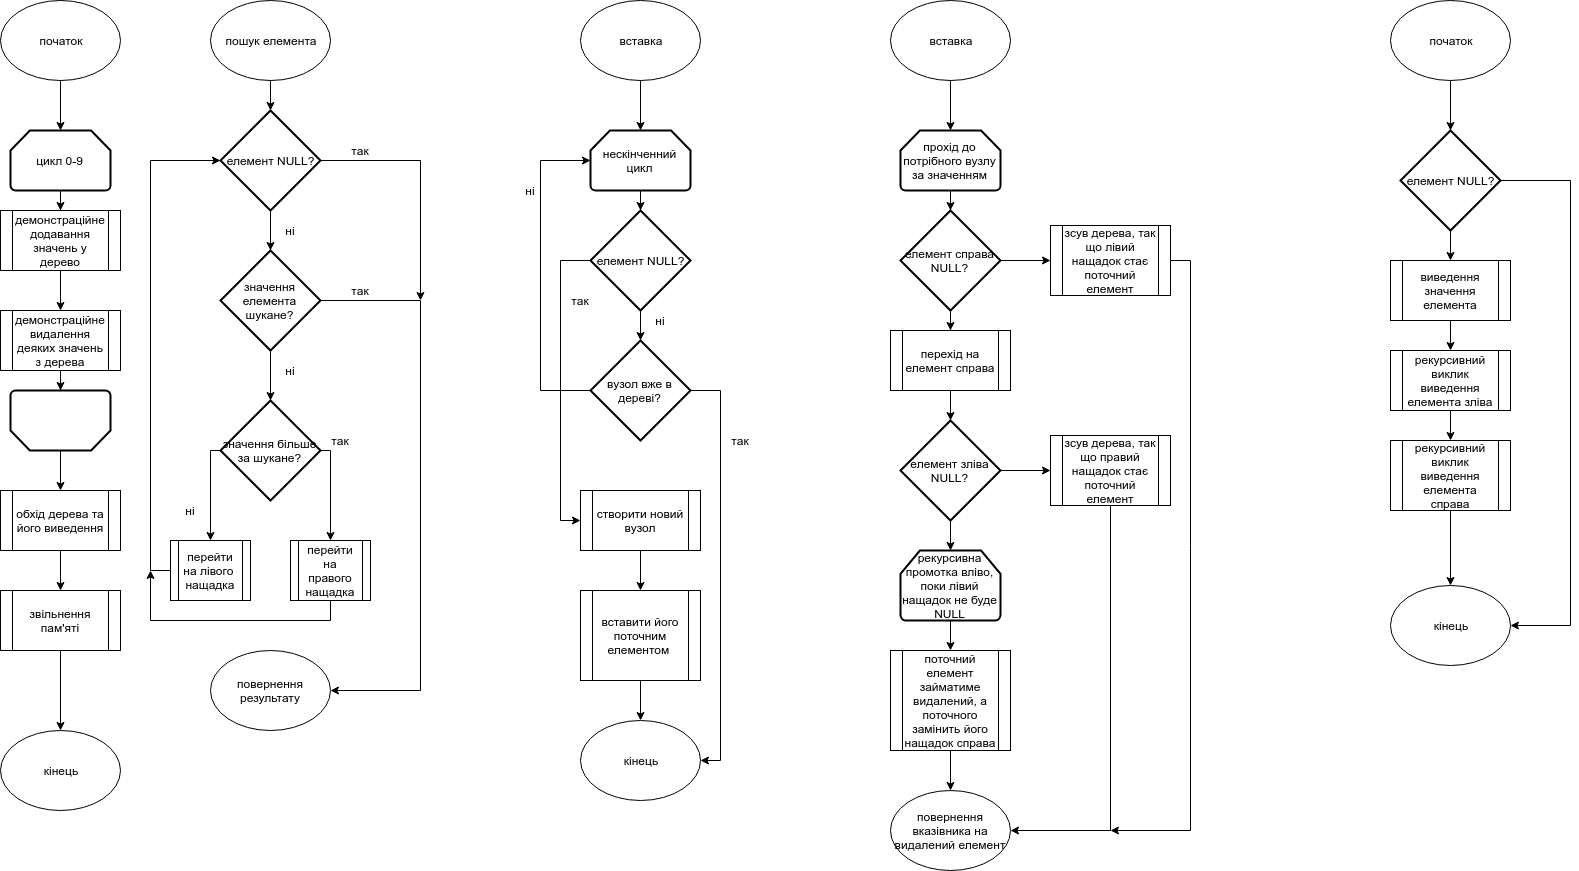 початок
цикл 0-9
демонстраційне
додавання
значень у
дерево
демонстраційне
видалення
деяких значень
з дерева
обхід дерева та
його виведення
звільнення
пам'яті
кінець
пошук елемента
елемент NULL?
так
ні
значення
елемента
шукане?
так
ні
значення більше
за шукане?
так
ні
перейти
на лівого
нащадка
перейти
на
правого
нащадка
повернення
результату
вставка
нескінченний
цикл
ні
елемент NULL?
так
ні
вузол вже в
дереві?
так
створити новий
вузол
вставити його
поточним
елементом
кінець
вставка
прохід до
потрібного вузлу
за значенням
елемент справа
NULL?
зсув дерева, так
що лівий
нащадок стає
поточний
елемент
перехід на
елемент справа
елемент зліва
NULL?
зсув дерева, так
що правий
нащадок стає
поточний
елемент
рекурсивна
промотка вліво,
поки лівий
нащадок не буде
NULL
поточний
елемент
займатиме
видалений, а
поточного
замінить його
нащадок справа
повернення
вказівника на
видалений елемент
початок
елемент NULL?
виведення
значення
елемента
рекурсивний
виклик
виведення
елемента зліва
рекурсивний
виклик
виведення
елемента
справа
кінець